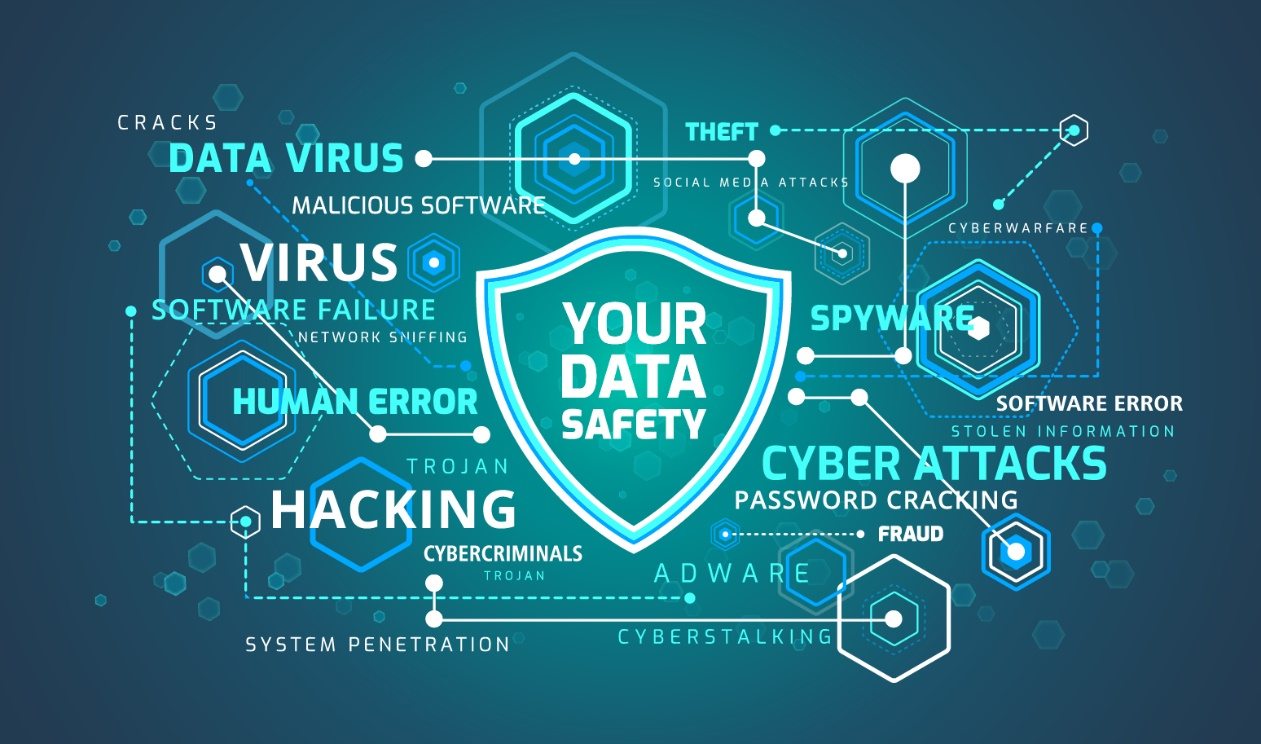 CRACKS
DATA VIRUS
MALICIOUS SOFTWARE
VIRUS
SOFTWARE FAILURE
NETWORK SNIFFING
HUMAN ERROR
TROJAN
HACKING
CYBERCRIMINALS
TROJAN
SYSTEM PENETRATION
YOUR
DATA
SAFETY
THEFT
SOCIAL MEDIA ATTACKS
CYBERWARFARE
SPYWARE
SOFTWARE ERROR
STOLEN INFORMATION
CYBER ATTACKS
PASSWORD CRACKING
FRAUD
ADWARE
CYBERSTALKING